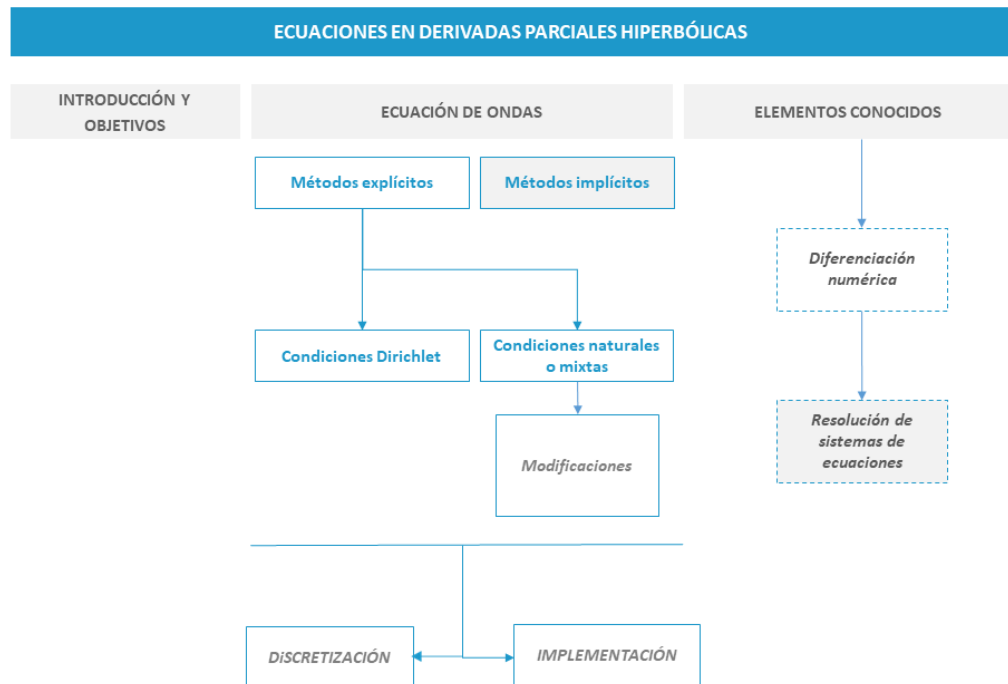 ECUACIONES EN DERIVADAS PARCIALES HIPERBÓLICAS
INTRODUCCIÓN Y
OBJETIVOS
ECUACIÓN DE ONDAS
ELEMENTOS CONOCIDOS
Métodos explícitos
Métodos implícitos
Diferenciación
numérica
Condiciones Dirichlet
Condiciones naturales
o mixtas
Resolución de
sistemas de
ecuaciones
Modificaciones
DiSCRETIZACIÓN
IMPLEMENTACIÓN